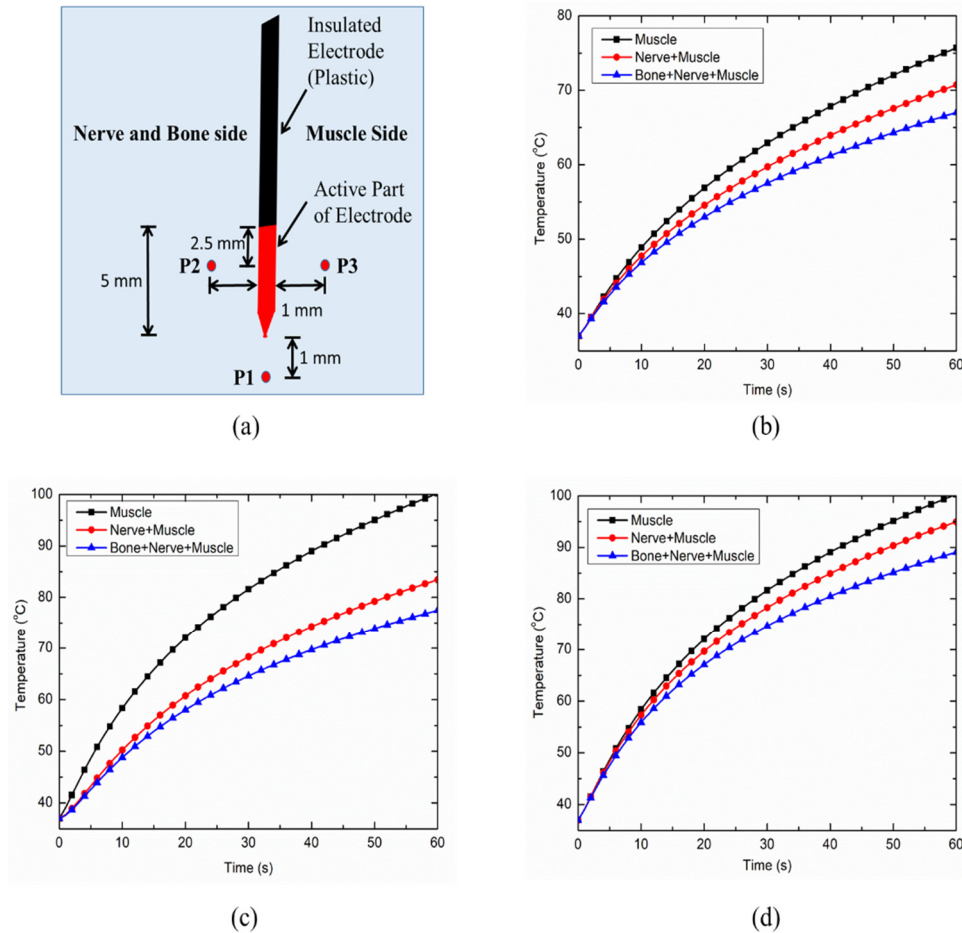 Insulated
Electrode
(Plastic)
Nerve and Bone side
Muscle Side
Active Part
of Electrode
2.5 mm
P2
P3
5 mm
1 mm
1 mm
P1
(a)
80
70
60
50
40
Temperature (°C)
Muscle
Nerve+Muscle
Bone+Nerve+Muscle
0 10 20 30 40 50 60
Time (s)
(b)
100
90
80
70
60
50
40
Temperature (°C)
Muscle
Nerve+Muscle
Bone+Nerve+Muscle
0 10 20 30 40 50 60
Time (s)
(c)
100
90
80
70
60
50
40
Temperature (°C)
Muscle
Nerve+Muscle
Bone+Nerve+Muscle
0 10 20 30 40 50 60
Time (s)
(d)